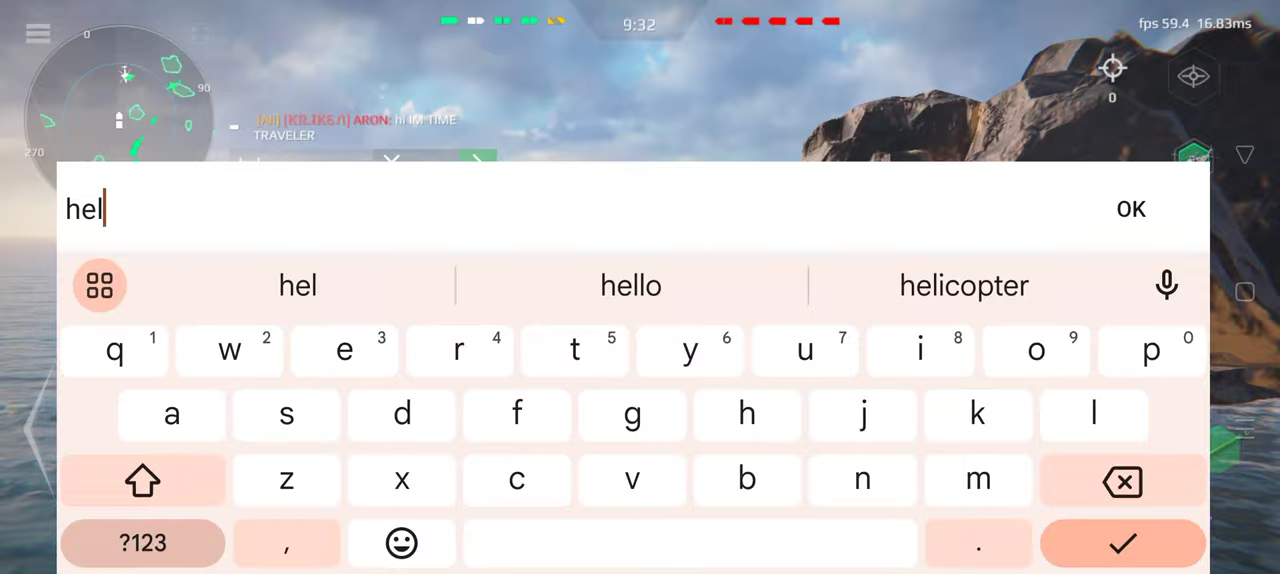 0
9:32
fps 59.4 16.83ms
90
0
[All] ARON: hi IM TIME
TRAVELER
270
hel
OK
hel hello helicopter
q 1 w 2 e 3 r 4 t 5 y 6 u 7 i 8 o 9 p 0
a s d f g h j k l
z x c v b n m
?123 , .